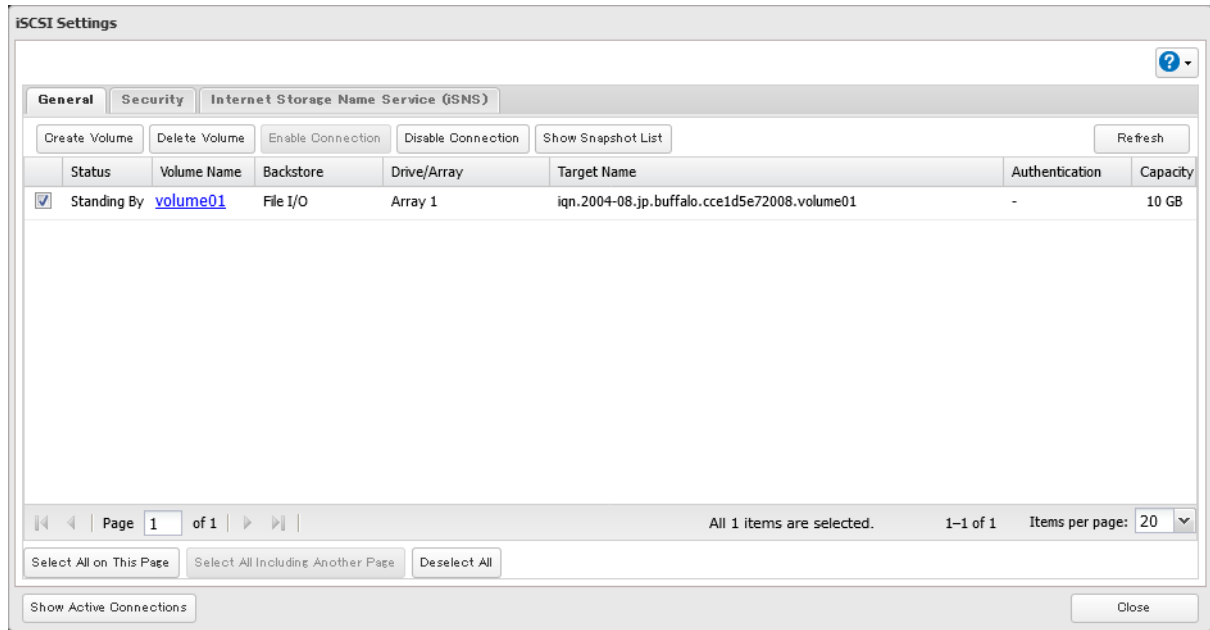 iSCSI Settings
?
General Security Internet Storage Name Service (iSNS)
Create Volume Delete Volume Enable Connection Disable Connection Show Snapshot List Refresh
Status Volume Name Backstore Drive/Array Target Name Authentication Capacity
Standing By volume01 File I/O Array 1 iqn.2004-08.jp.buffalo.cce1d5e72008.volume01 - 10 GB
Page 1 of 1 All 1 items are selected. 1–1 of 1 Items per page: 20
Select All on This Page Select All Including Another Page Deselect All
Show Active Connections Close